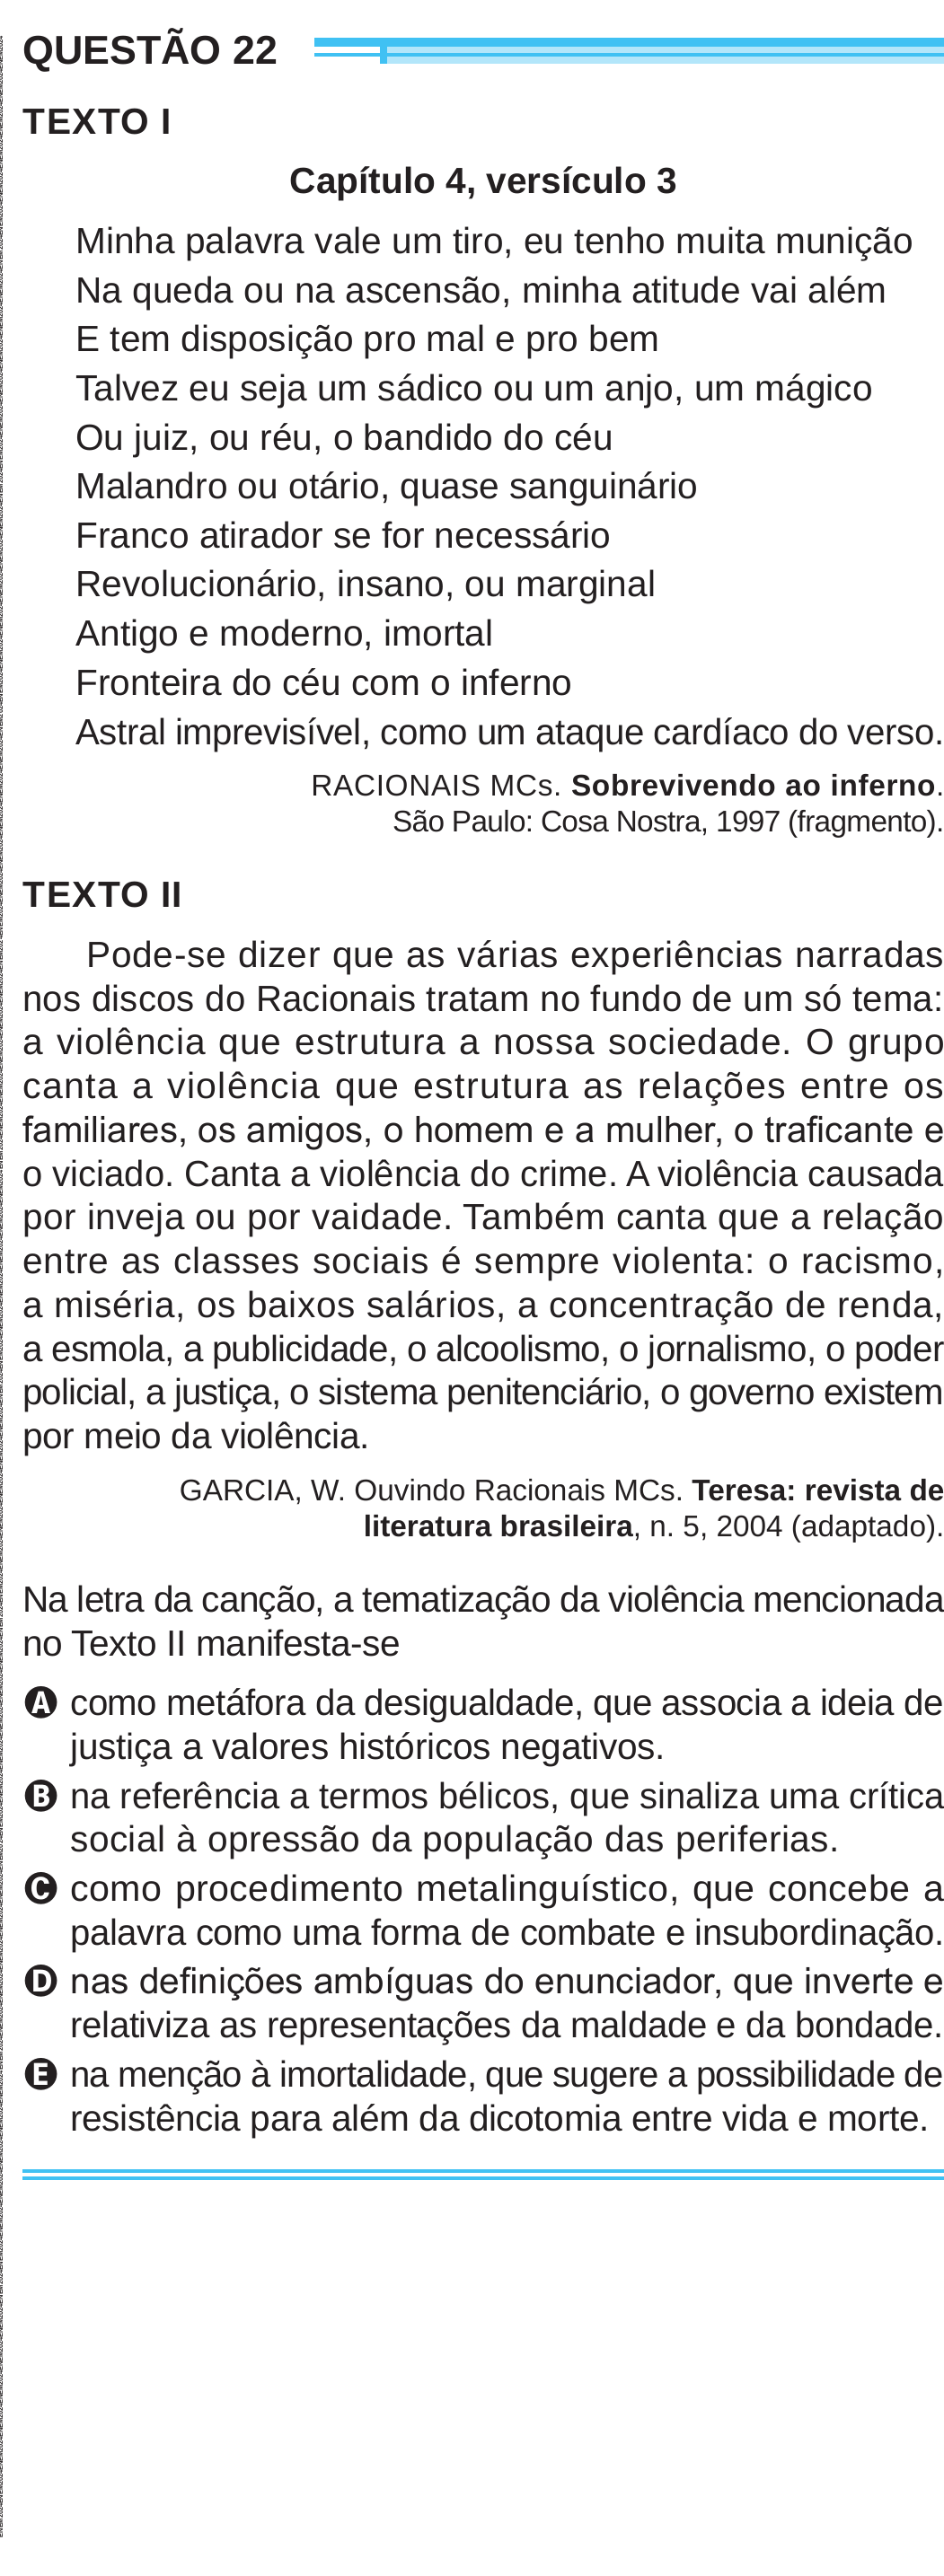 QUESTÃO 22
TEXTO I
Capítulo 4, versículo 3
Minha palavra vale um tiro, eu tenho muita munição
Na queda ou na ascensão, minha atitude vai além
E tem disposição pro mal e pro bem
Talvez eu seja um sádico ou um anjo, um mágico
Ou juiz, ou réu, o bandido do céu
Malandro ou otário, quase sanguinário
Franco atirador se for necessário
Revolucionário, insano, ou marginal
Antigo e moderno, imortal
Fronteira do céu com o inferno
Astral imprevisível, como um ataque cardíaco do verso.
RACIONAIS MCs. Sobrevivendo ao inferno.
São Paulo: Cosa Nostra, 1997 (fragmento).
TEXTO II
Pode-se dizer que as várias experiências narradas
nos discos do Racionais tratam no fundo de um só tema:
a violência que estrutura a nossa sociedade. O grupo
canta a violência que estrutura as relações entre os
familiares, os amigos, o homem e a mulher, o traficante e
o viciado. Canta a violência do crime. A violência causada
por inveja ou por vaidade. Também canta que a relação
entre as classes sociais é sempre violenta: o racismo,
a miséria, os baixos salários, a concentração de renda,
a esmola, a publicidade, o alcoolismo, o jornalismo, o poder
policial, a justiça, o sistema penitenciário, o governo existem
por meio da violência.
GARCIA, W. Ouvindo Racionais MCs. Teresa: revista de
literatura brasileira, n. 5, 2004 (adaptado).
Na letra da canção, a tematização da violência mencionada
no Texto II manifesta-se
A como metáfora da desigualdade, que associa a ideia de
justiça a valores históricos negativos.
B na referência a termos bélicos, que sinaliza uma crítica
social à opressão da população das periferias.
C como procedimento metalinguístico, que concebe a
palavra como uma forma de combate e insubordinação.
D nas definições ambíguas do enunciador, que inverte e
relativiza as representações da maldade e da bondade.
E na menção à imortalidade, que sugere a possibilidade de
resistência para além da dicotomia entre vida e morte.